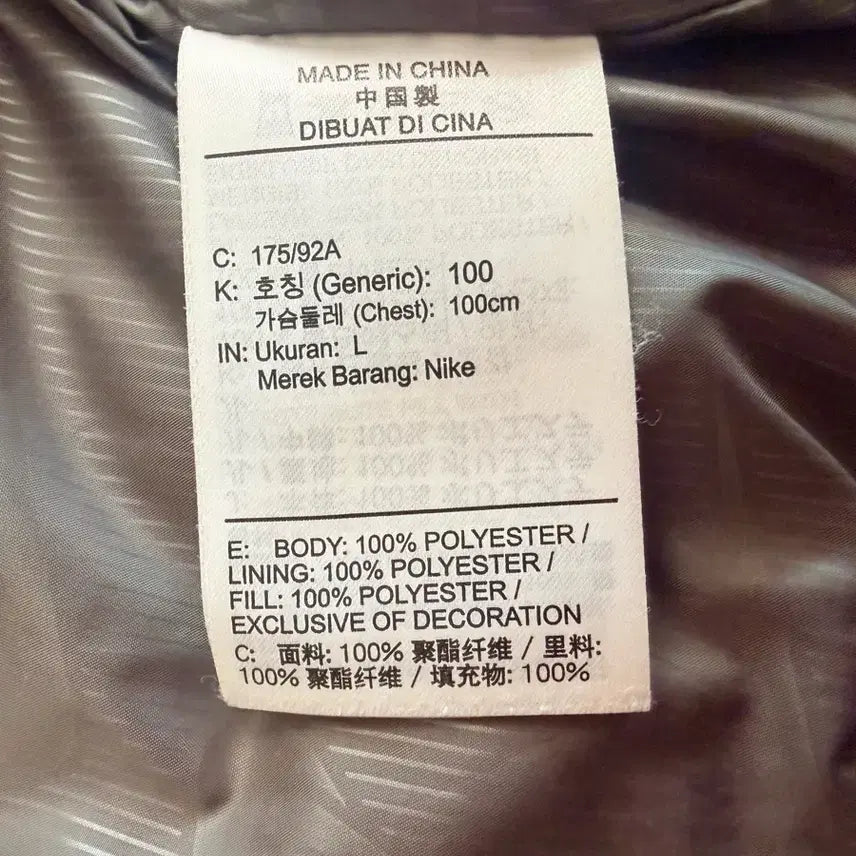 MADE IN CHINA
中国製
DIBUAT DI CINA
C: 175/92A
K: 호칭 (Generic): 100
가슴둘레 (Chest): 100cm
IN: Ukuran: L
Merek Barang: Nike
E: BODY: 100% POLYESTER /
LINING: 100% POLYESTER /
FILL: 100% POLYESTER /
EXCLUSIVE OF DECORATION
C: 面料: 100% 聚酯纤维 / 里料:
100% 聚酯纤维 / 填充物: 100%